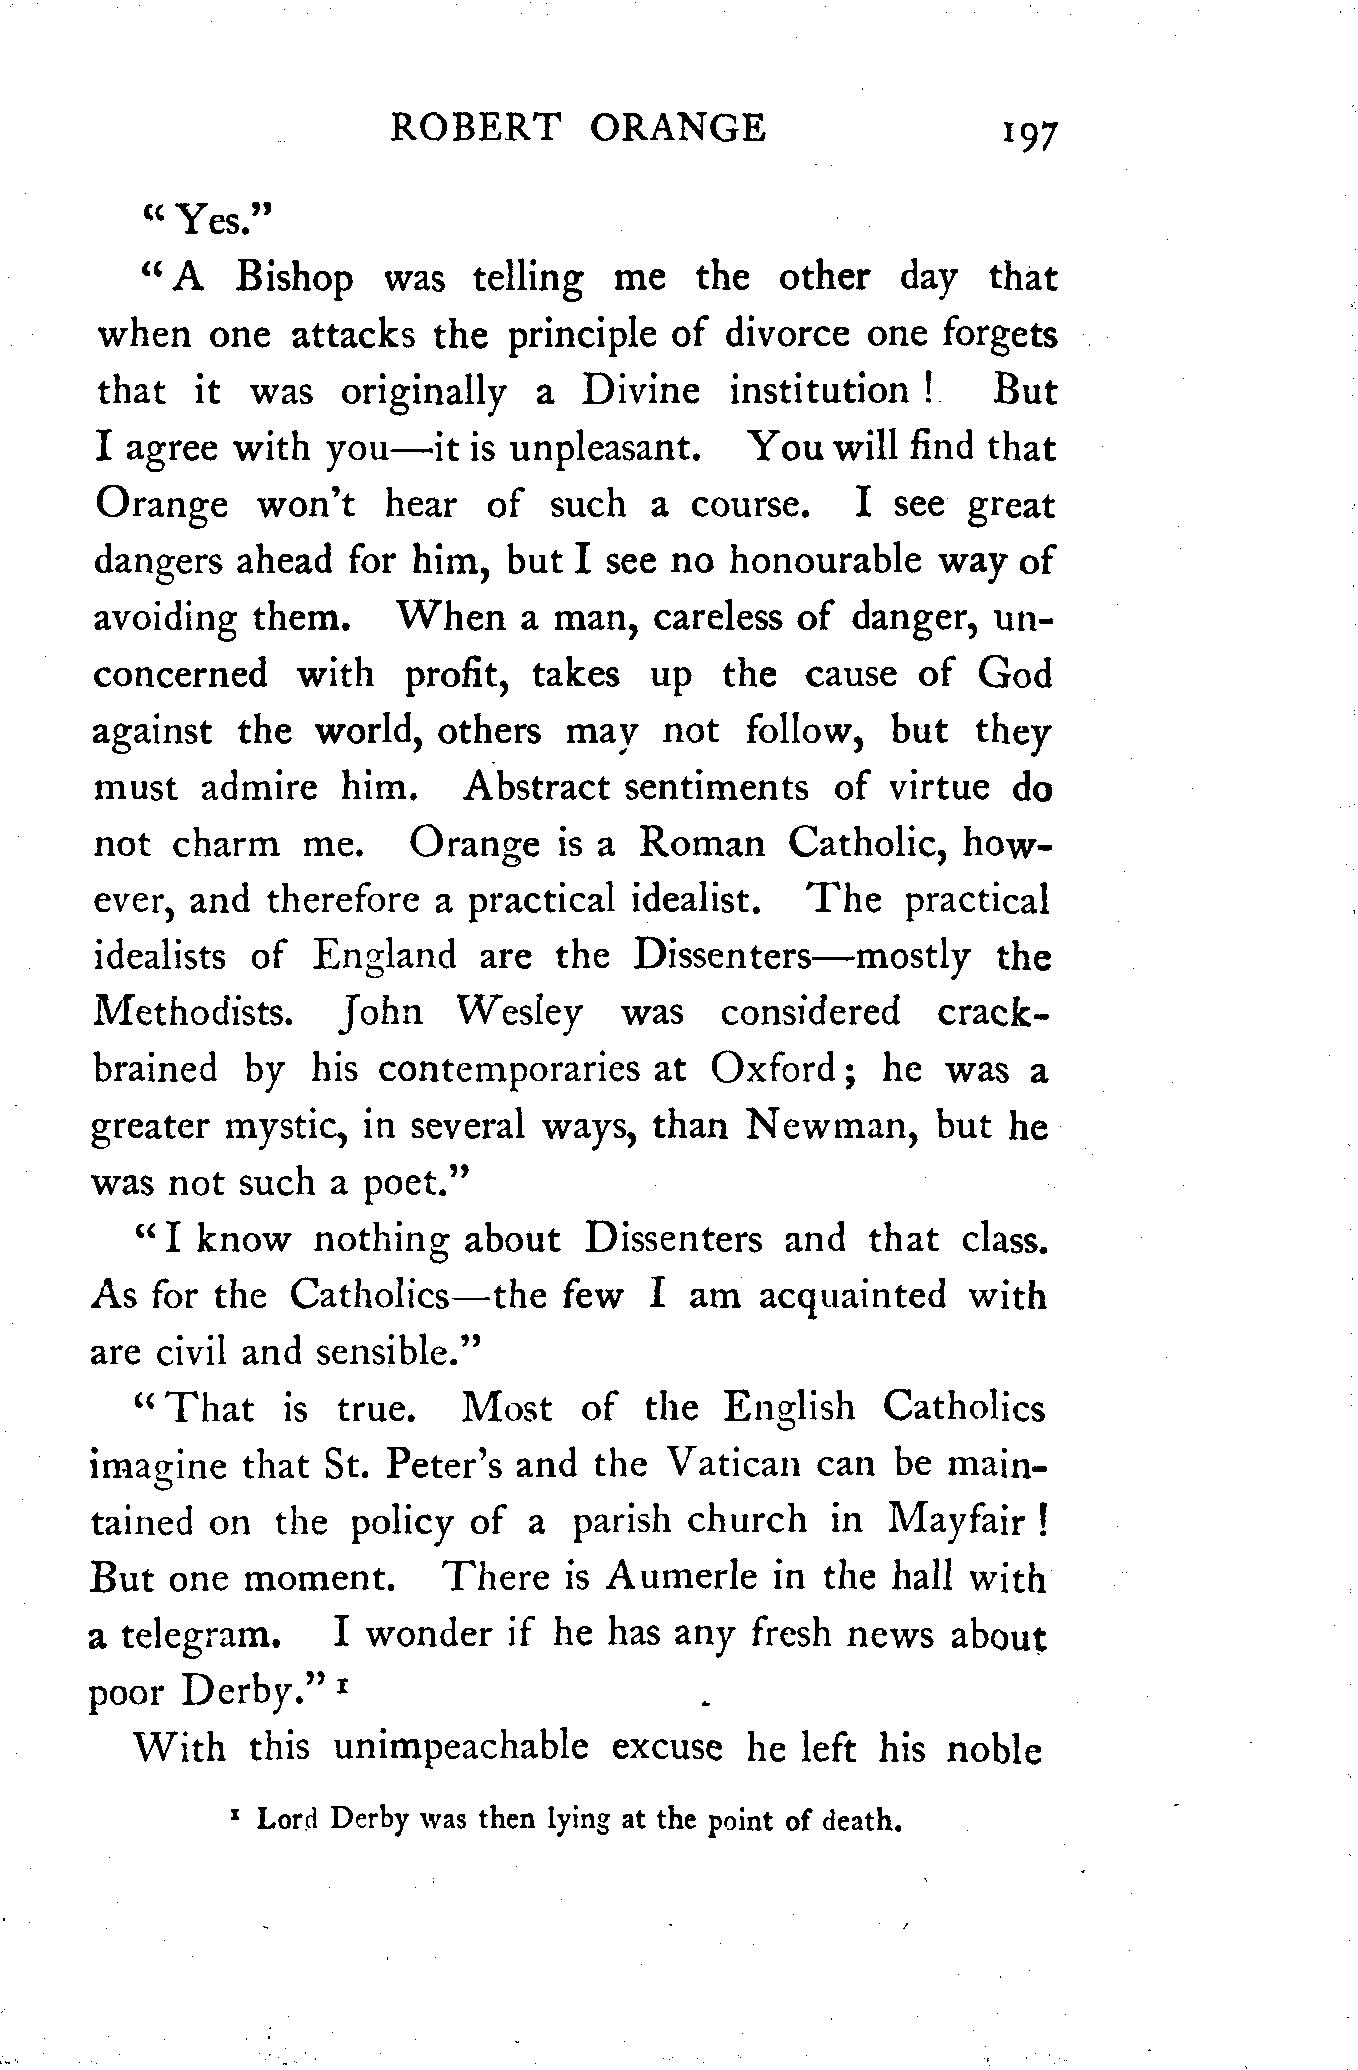 ROBERT ORANGE 197
"Yes."
"A Bishop was telling me the other day that
when one attacks the principle of divorce one forgets
that it was originally a Divine institution! But
I agree with you—it is unpleasant. You will find that
Orange won't hear of such a course. I see great
dangers ahead for him, but I see no honourable way of
avoiding them. When a man, careless of danger, un-
concerned with profit, takes up the cause of God
against the world, others may not follow, but they
must admire him. Abstract sentiments of virtue do
not charm me. Orange is a Roman Catholic, how-
ever, and therefore a practical idealist. The practical
idealists of England are the Dissenters—mostly the
Methodists. John Wesley was considered crack-
brained by his contemporaries at Oxford; he was a
greater mystic, in several ways, than Newman, but he
was not such a poet."
"I know nothing about Dissenters and that class.
As for the Catholics—the few I am acquainted with
are civil and sensible."
"That is true. Most of the English Catholics
imagine that St. Peter's and the Vatican can be main-
tained on the policy of a parish church in Mayfair!
But one moment. There is Aumerle in the hall with
a telegram. I wonder if he has any fresh news about
poor Derby." ¹
With this unimpeachable excuse he left his noble
¹ Lord Derby was then lying at the point of death.